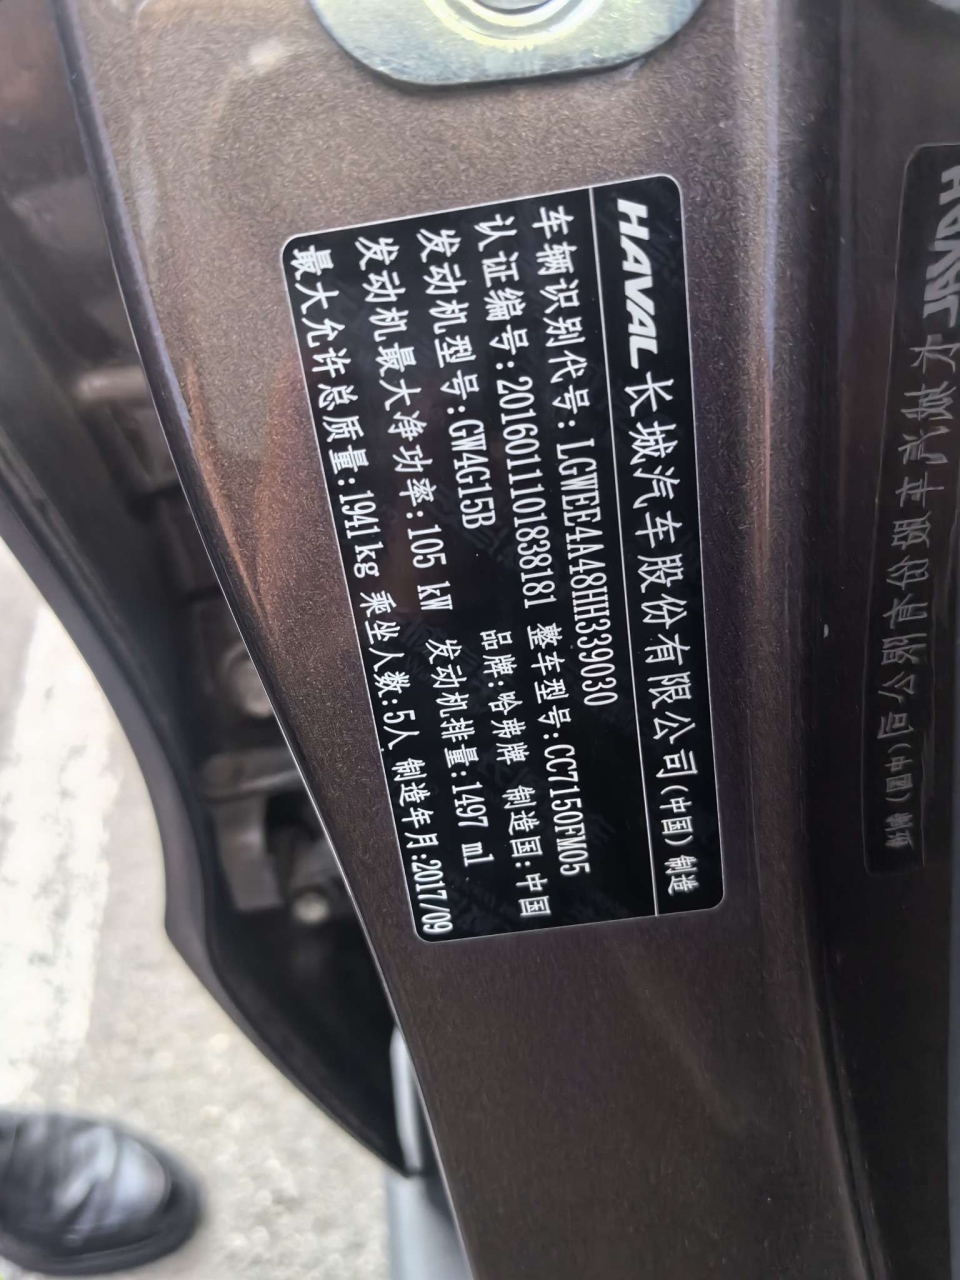 HAVAL 长城汽车股份有限公司(中国) 制造
车辆识别代号: LGWEE4A48HH339030
认证编号: 2016011101838181 整车型号: CC7150FM05
发动机型号: GW4G15B 品牌: 哈弗牌 制造国: 中国
发动机最大净功率: 105 kW 发动机排量: 1497 ml
最大允许总质量: 1941kg 乘坐人数: 5人 制造年月: 2017/09